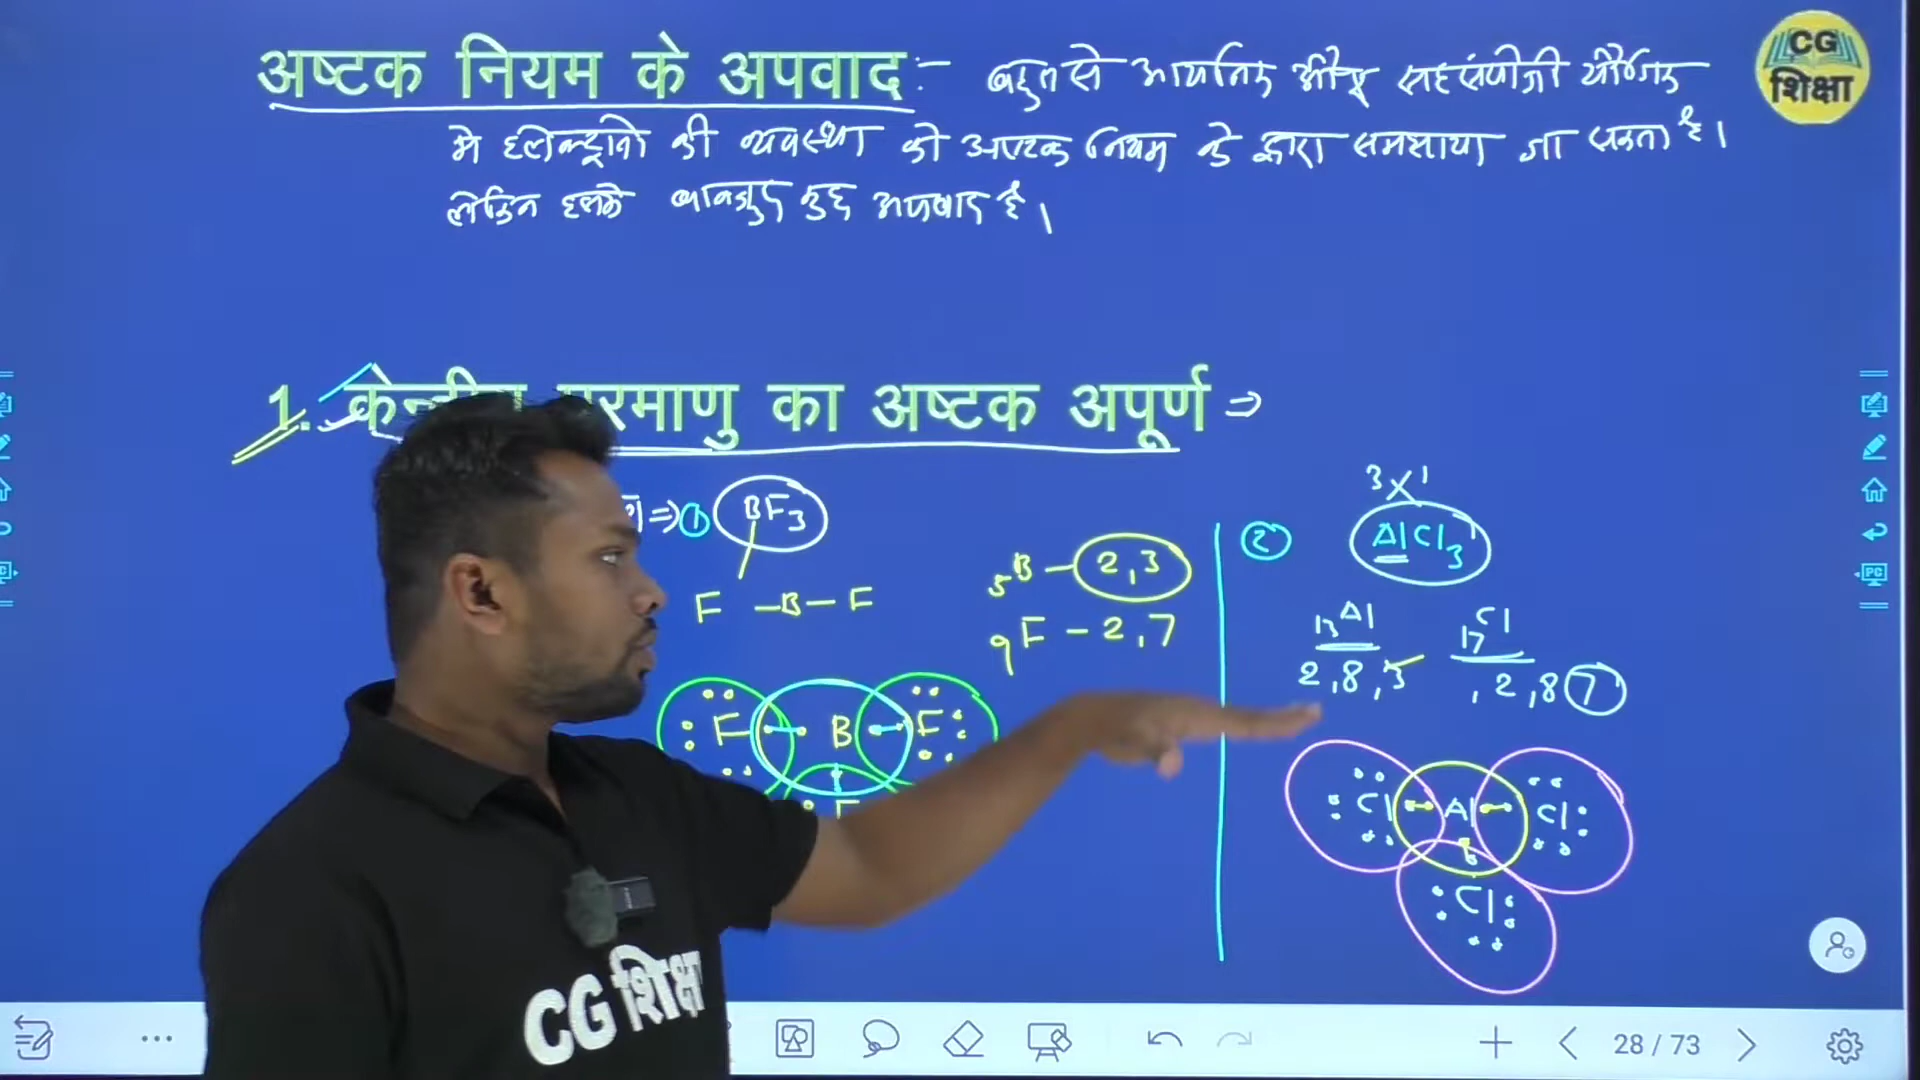 अष्टक नियम के अपवाद :- बहुत से आयनिक और सहसंयोजी यौगिक
में इलेक्ट्रानो की व्यवस्था को अष्टक नियम के द्वारा समझाया जा सकता है।
लेकिन इसके बावजूद कुछ अपवाद है।
CG
शिक्षा
1. केन्द्रीय परमाणु का अष्टक अपूर्ण ⇒
⇒ ① BF₃
F – B – F
₅B – 2,3
₉F – 2,7
F B F
F
② 3 1
AlCl₃
₁₃Al ₁₇Cl
2,8,3 , 2,8 7
Cl Al Cl
Cl
CG शिक्षा
28 / 73
PC